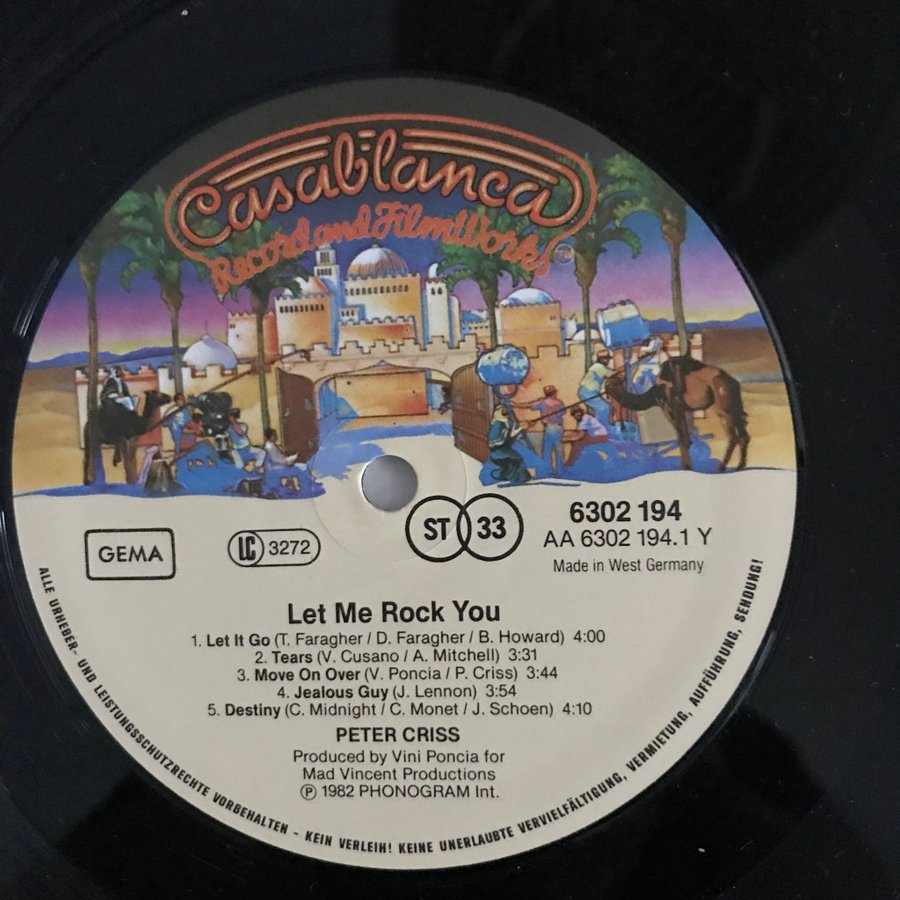 Casablanca
Record and FilmWorks
GEMA
LC 3272
ST 33
6302 194
AA 6302 194.1 Y
Made in West Germany
Let Me Rock You
1. Let It Go (T. Faragher / D. Faragher / B. Howard) 4:00
2. Tears (V. Cusano / A. Mitchell) 3:31
3. Move On Over (V. Poncia / P. Criss) 3:44
4. Jealous Guy (J. Lennon) 3:54
5. Destiny (C. Midnight / C. Monet / J. Schoen) 4:10
PETER CRISS
Produced by Vini Poncia for
Mad Vincent Productions
℗ 1982 PHONOGRAM Int.
ALLE URHEBER- UND LEISTUNGSSCHUTZRECHTE VORBEHALTEN - KEIN VERLEIH! KEINE UNERLAUBTE VERVIELFÄLTIGUNG, VERMIETUNG, AUFFÜHRUNG, SENDUNG!